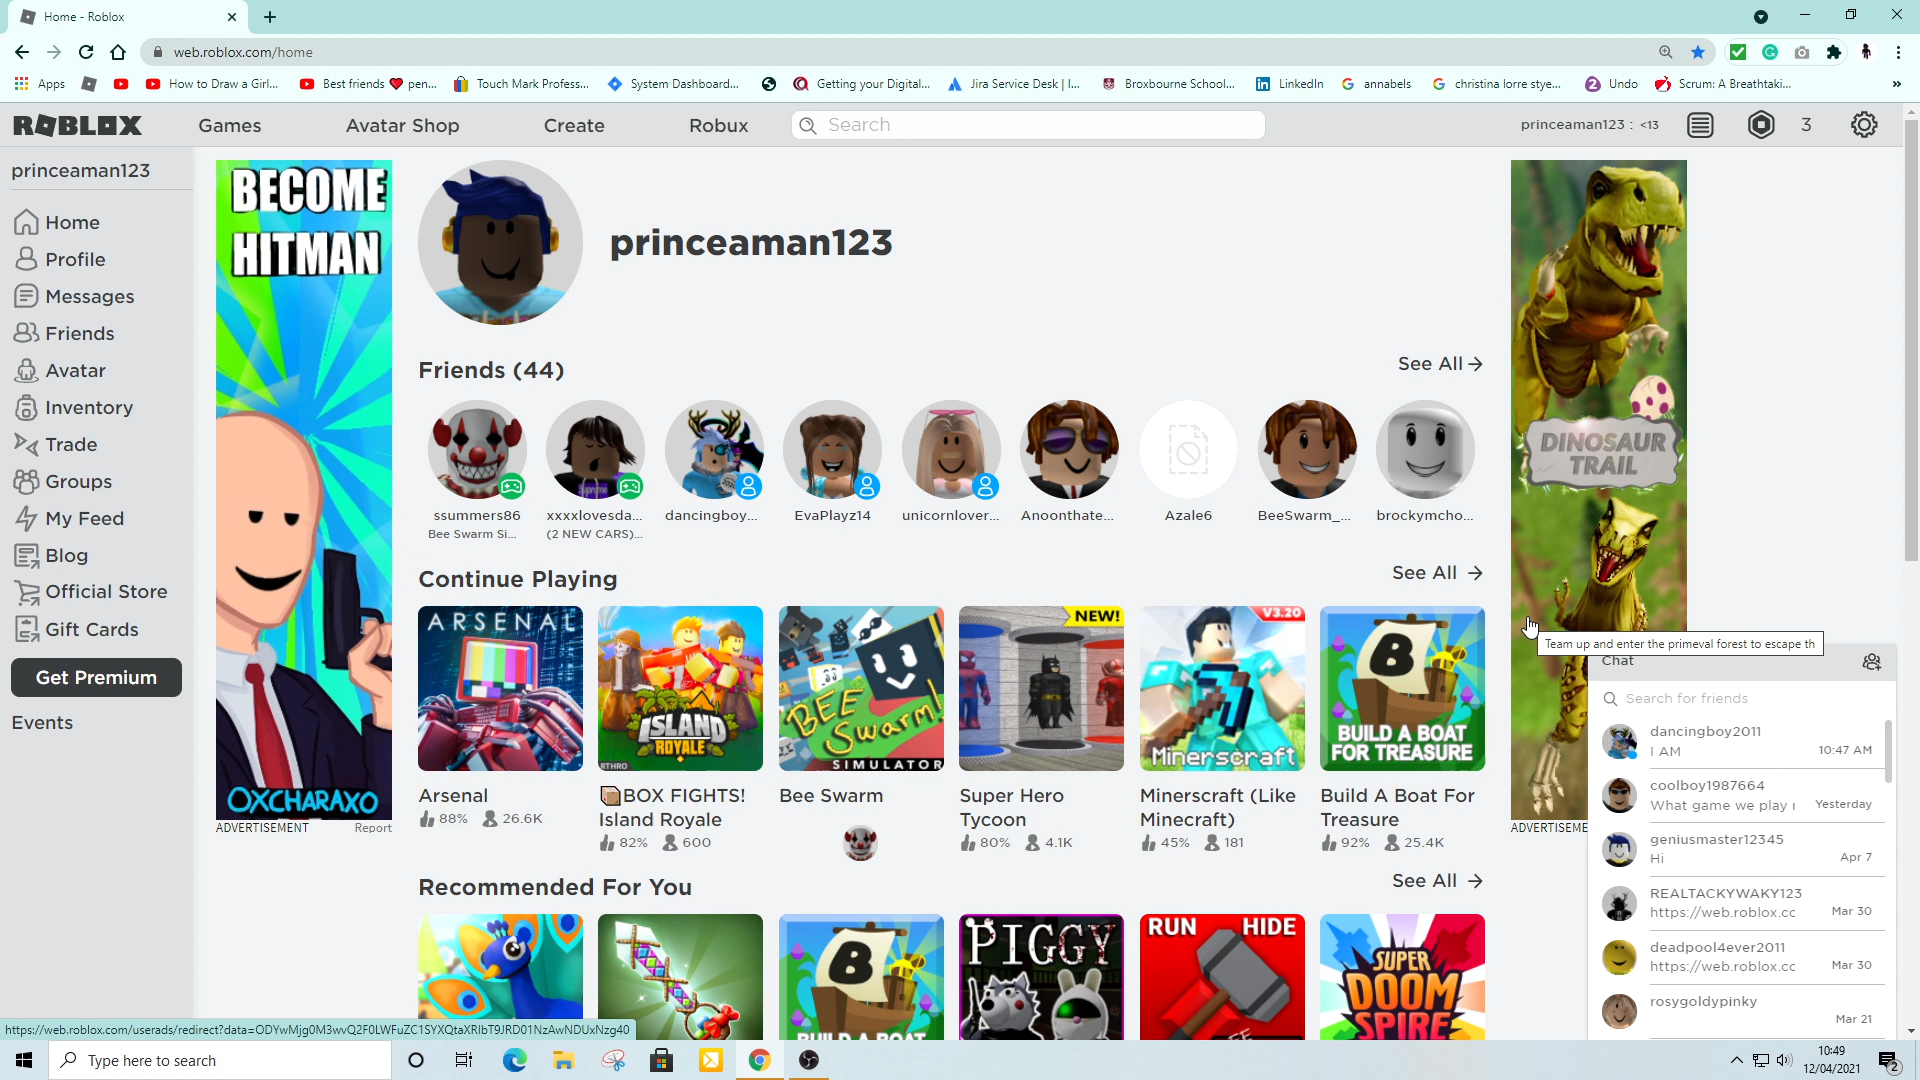 Home - Roblox
web.roblox.com/home
Apps
How to Draw a Girl...
Best friends ❤ pen...
Touch Mark Profess...
System Dashboard...
Getting your Digital...
Jira Service Desk | I...
Broxbourne School...
LinkedIn
annabels
christina lorre stye...
Undo
Scrum: A Breathtaki...
»
ROBLOX
Games
Avatar Shop
Create
Robux
Search
princeaman123 : <13
3
princeaman123
Home
Profile
Messages
Friends
Avatar
Inventory
Trade
Groups
My Feed
Blog
Official Store
Gift Cards
Get Premium
Events
BECOME
HITMAN
OXCHARAXO
ADVERTISEMENT
Report
princeaman123
Friends (44)
See All →
ssummers86
Bee Swarm Si...
xxxxlovesda...
(2 NEW CARS)...
dancingboy...
EvaPlayz14
unicornlover...
Anoonthate...
Azale6
BeeSwarm_...
brockymcho...
Continue Playing
See All →
ARSENAL
ISLAND
ROYALE
RTHRO
BEE
Swarm!
SIMULATOR
NEW!
V3.20
Minerscraft
B
BUILD A BOAT
FOR TREASURE
Arsenal
88% 26.6K
BOX FIGHTS!
Island Royale
82% 600
Bee Swarm
Super Hero
Tycoon
80% 4.1K
Minerscraft (Like
Minecraft)
45% 181
Build A Boat For
Treasure
92% 25.4K
Recommended For You
See All →
B
BUILD A BOAT
PIGGY
RUN HIDE
SUPER
DOOM
SPIRE
DINOSAUR
TRAIL
ADVERTISEME
Team up and enter the primeval forest to escape th
Chat
Search for friends
dancingboy2011
I AM
10:47 AM
coolboy1987664
What game we play r
Yesterday
geniusmaster12345
Hi
Apr 7
REALTACKYWAKY123
https://web.roblox.cc
Mar 30
deadpool4ever2011
https://web.roblox.cc
Mar 30
rosygoldypinky
Mar 21
https://web.roblox.com/userads/redirect?data=ODYwMjg0M3wvQ2F0LWFuZC1SYXQtaXRlbT9JRD01NzAwNDUxNzg40
Type here to search
10:49
12/04/2021
2